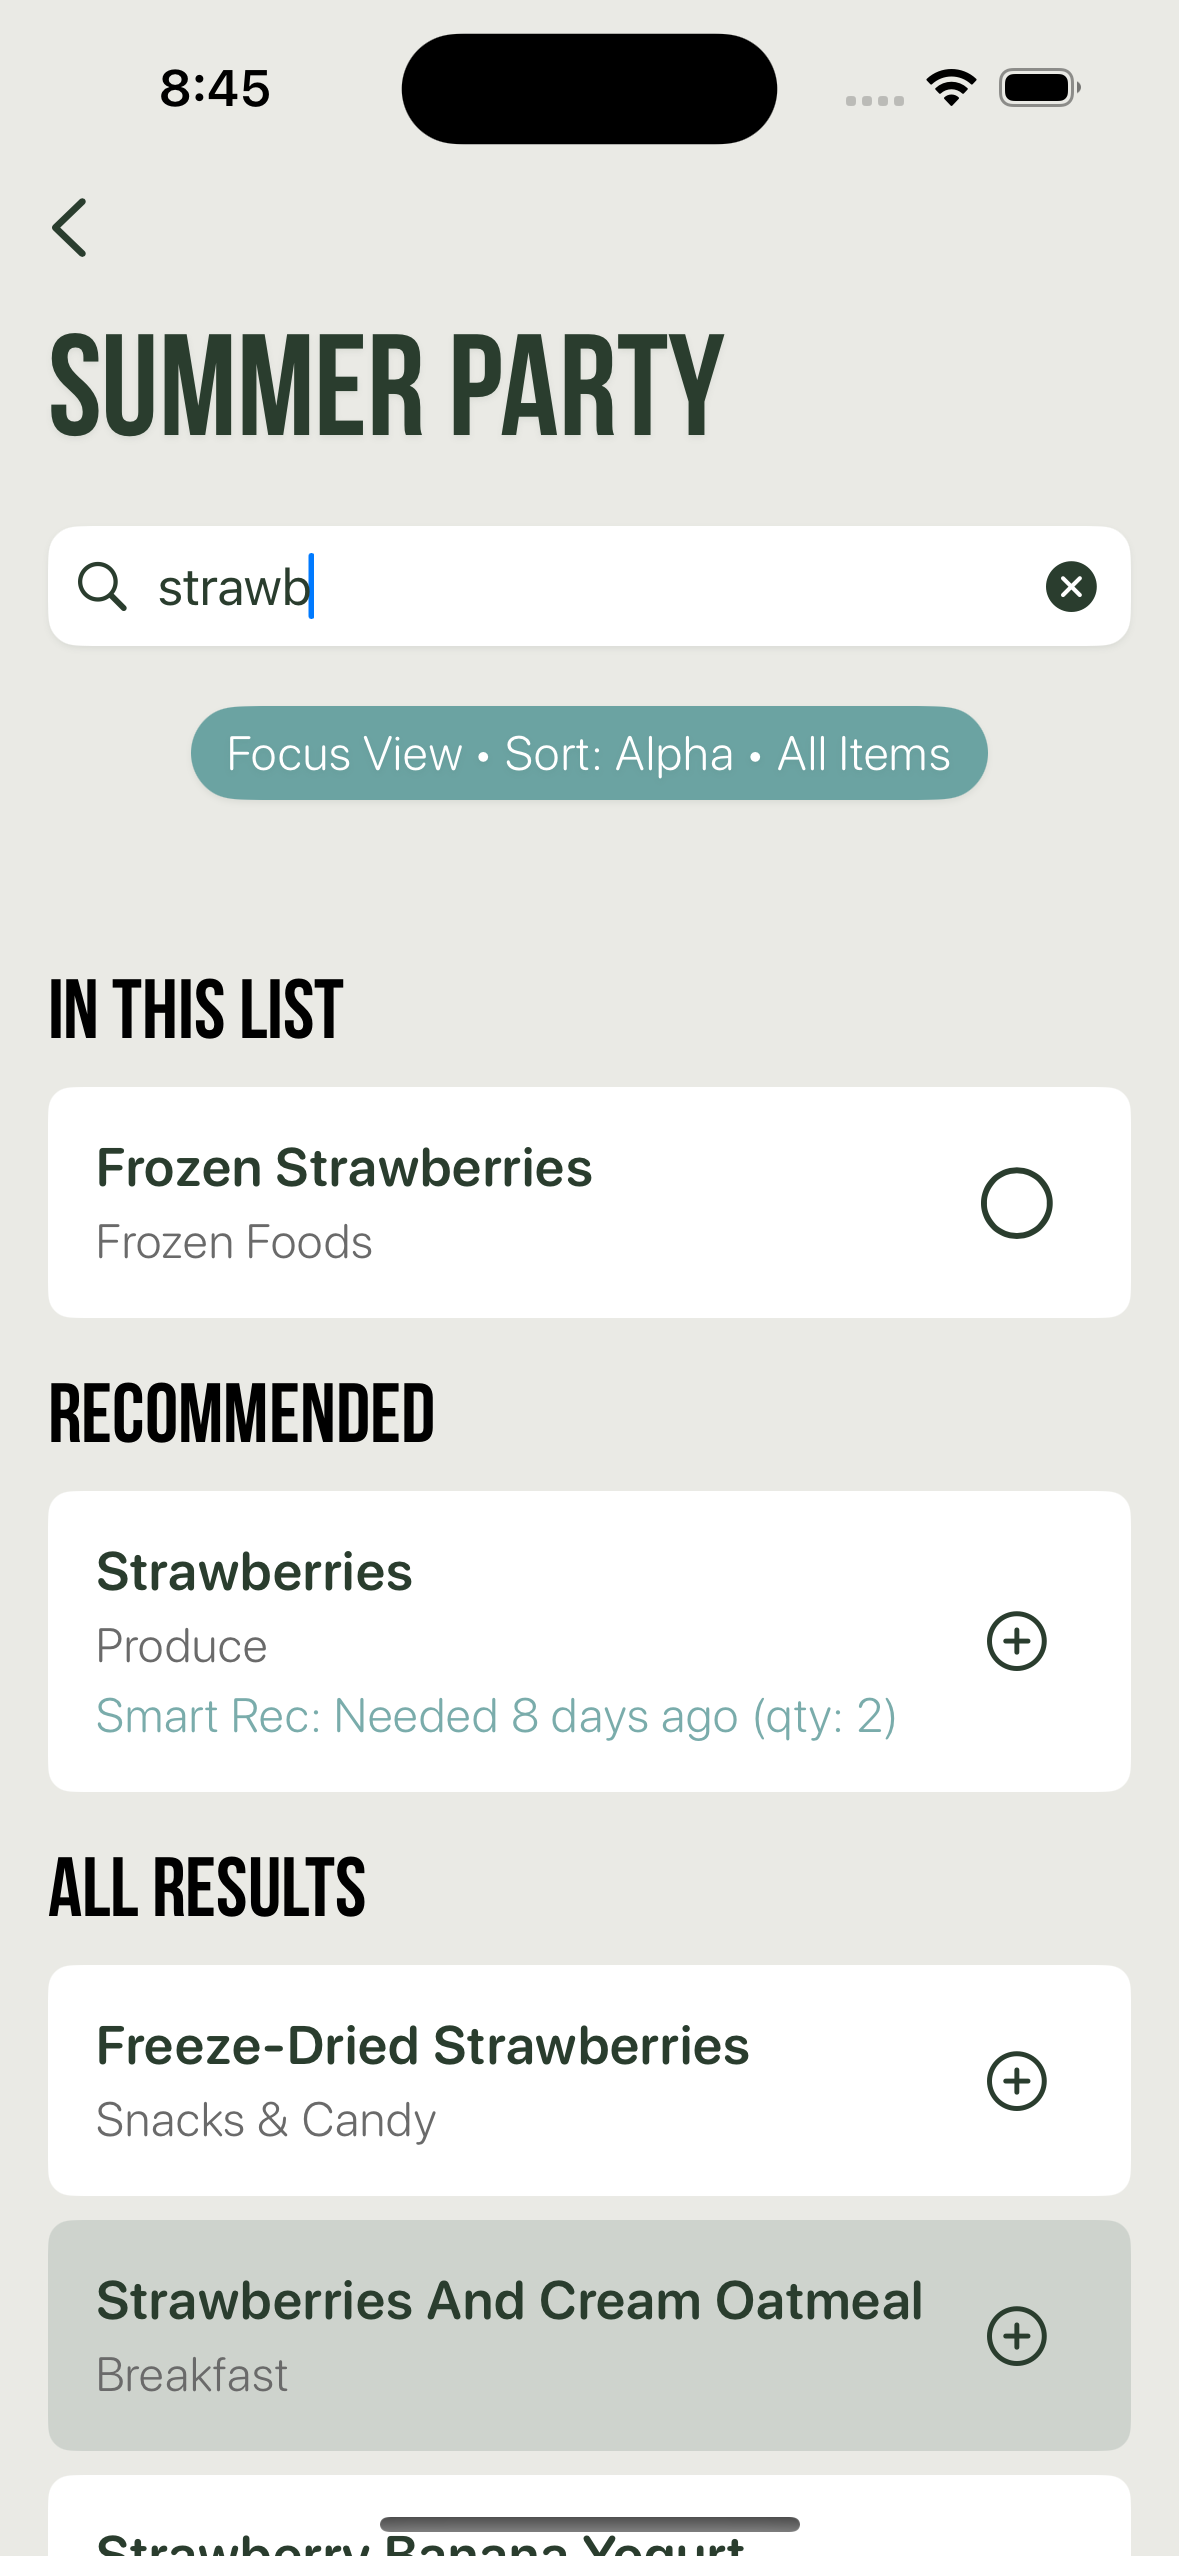 8:45
SUMMER PARTY
strawb
Focus View • Sort: Alpha • All Items
IN THIS LIST
Frozen Strawberries
Frozen Foods
RECOMMENDED
Strawberries
Produce
Smart Rec: Needed 8 days ago (qty: 2)
ALL RESULTS
Freeze-Dried Strawberries
Snacks & Candy
Strawberries And Cream Oatmeal
Breakfast
Strawberry Banana Yogurt